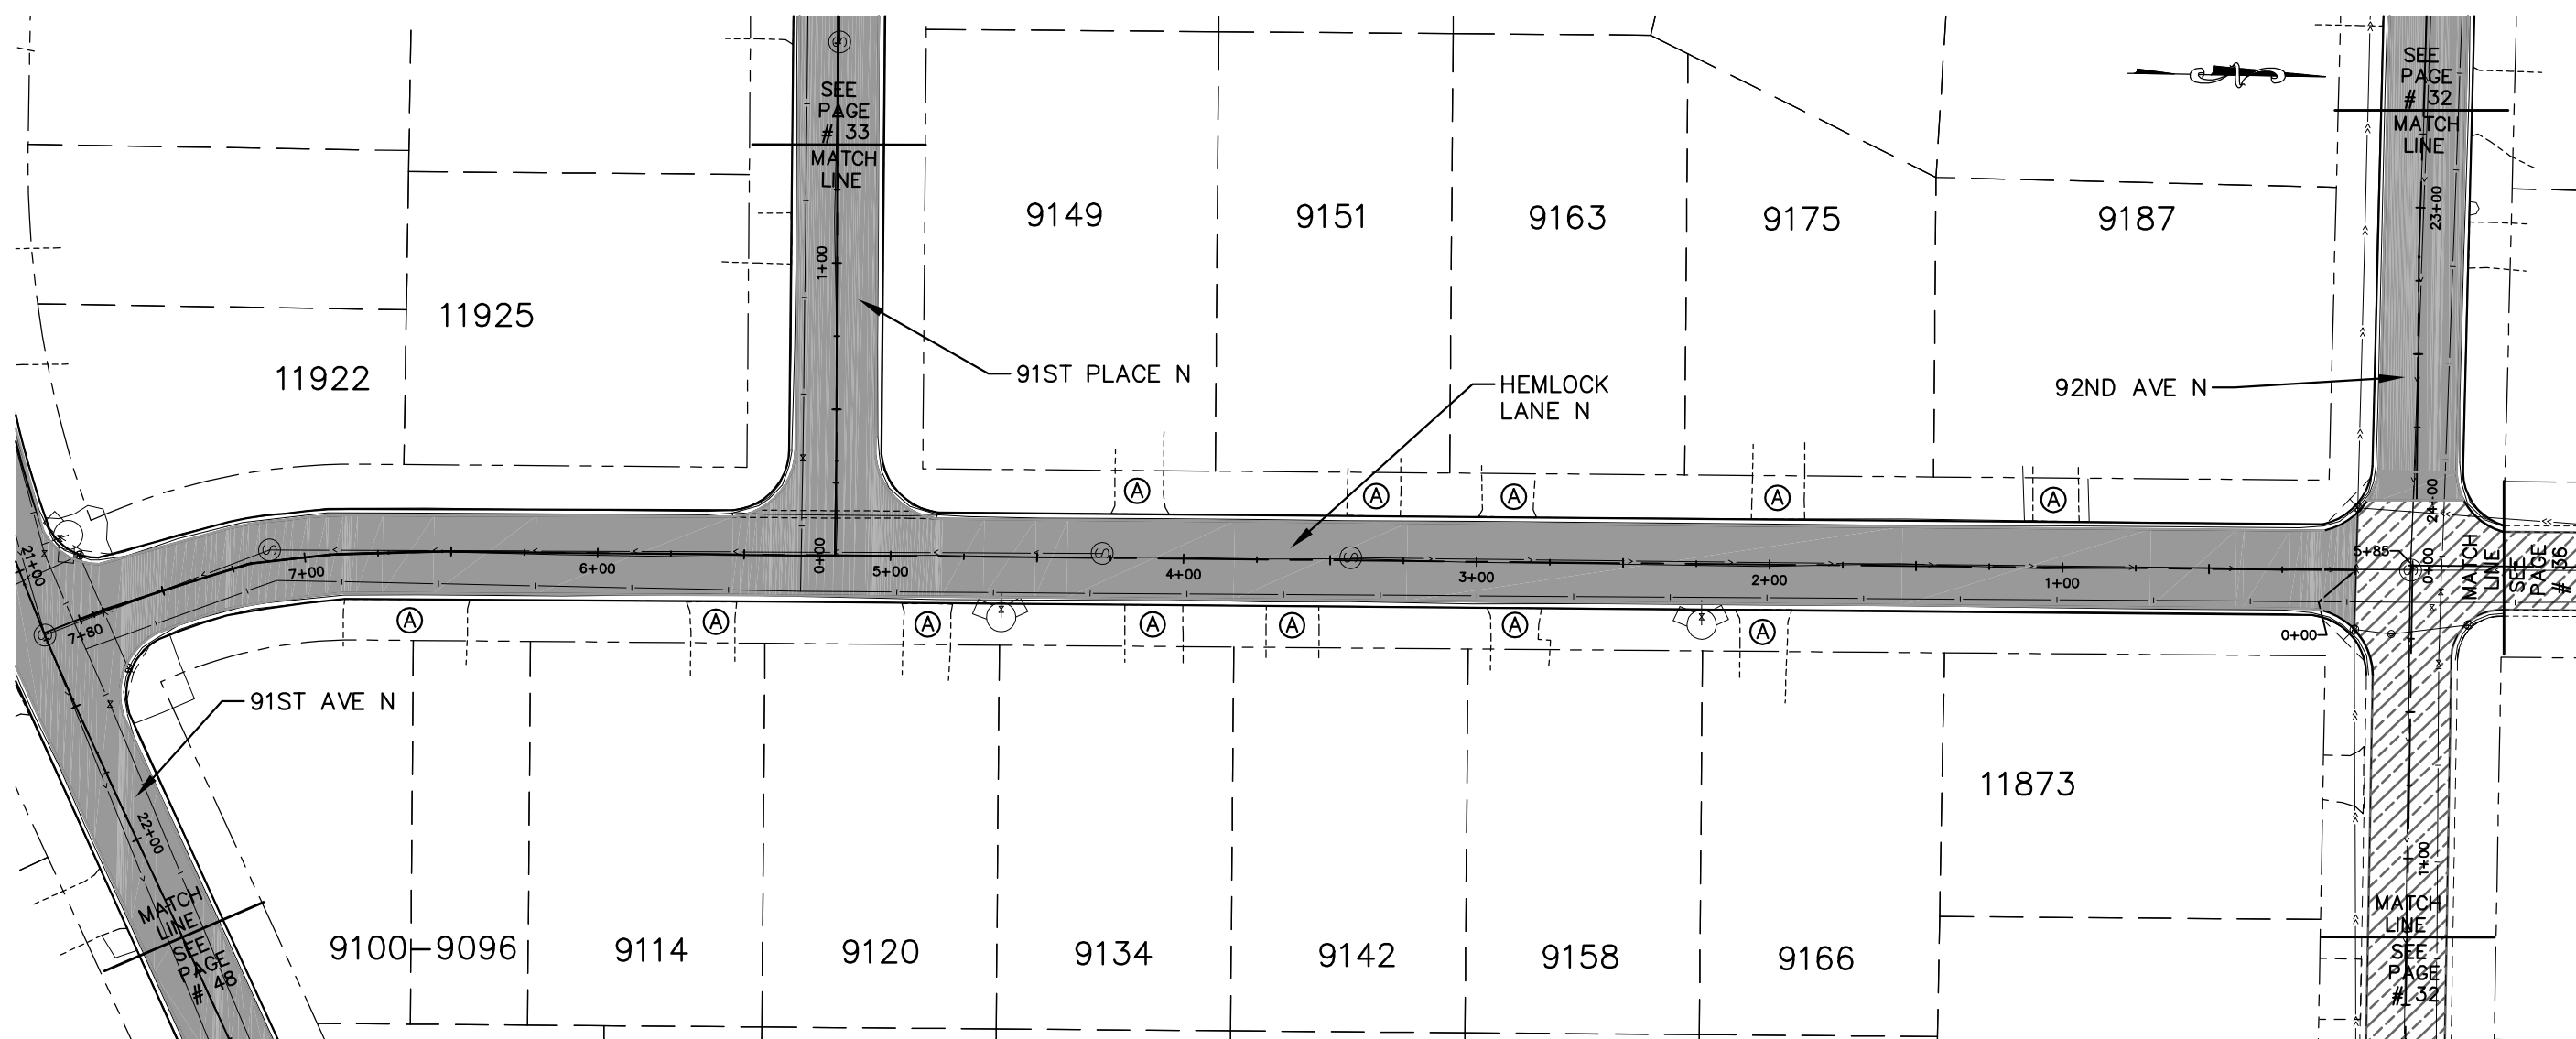 SEE
PAGE
# 33
MATCH
LINE
SEE
PAGE
# 32
MATCH
LINE
9149
9151
9163
9175
9187
23+00
1+00
11925
11922
91ST PLACE N
HEMLOCK
LANE N
92ND AVE N
A
A
A
A
A
24+00
S
S
S
S
21+00
7+00
6+00
0+00
5+00
4+00
3+00
2+00
1+00
5+85
0+00
MATCH
LINE
SEE
PAGE
# 36
7+80
A
A
A
A
A
A
A
0+00
91ST AVE N
22+00
11873
1+00
MATCH
LINE
SEE
PAGE
# 48
9100-9096
9114
9120
9134
9142
9158
9166
MATCH
LINE
SEE
PAGE
# 32